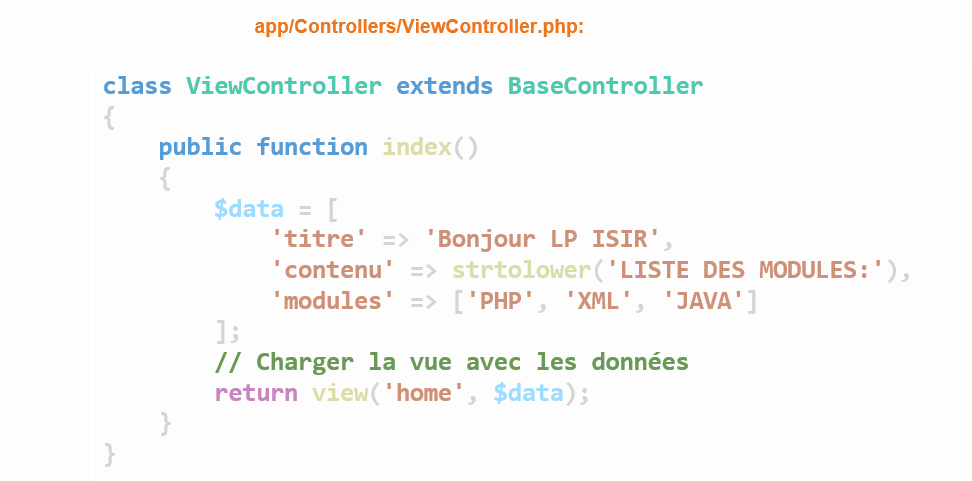 app/Controllers/ViewController.php:
class ViewController extends BaseController
{
    public function index()
    {
        $data = [
            'titre' => 'Bonjour LP ISIR',
            'contenu' => strtolower('LISTE DES MODULES:'),
            'modules' => ['PHP', 'XML', 'JAVA']
        ];
        // Charger la vue avec les données
        return view('home', $data);
    }
}